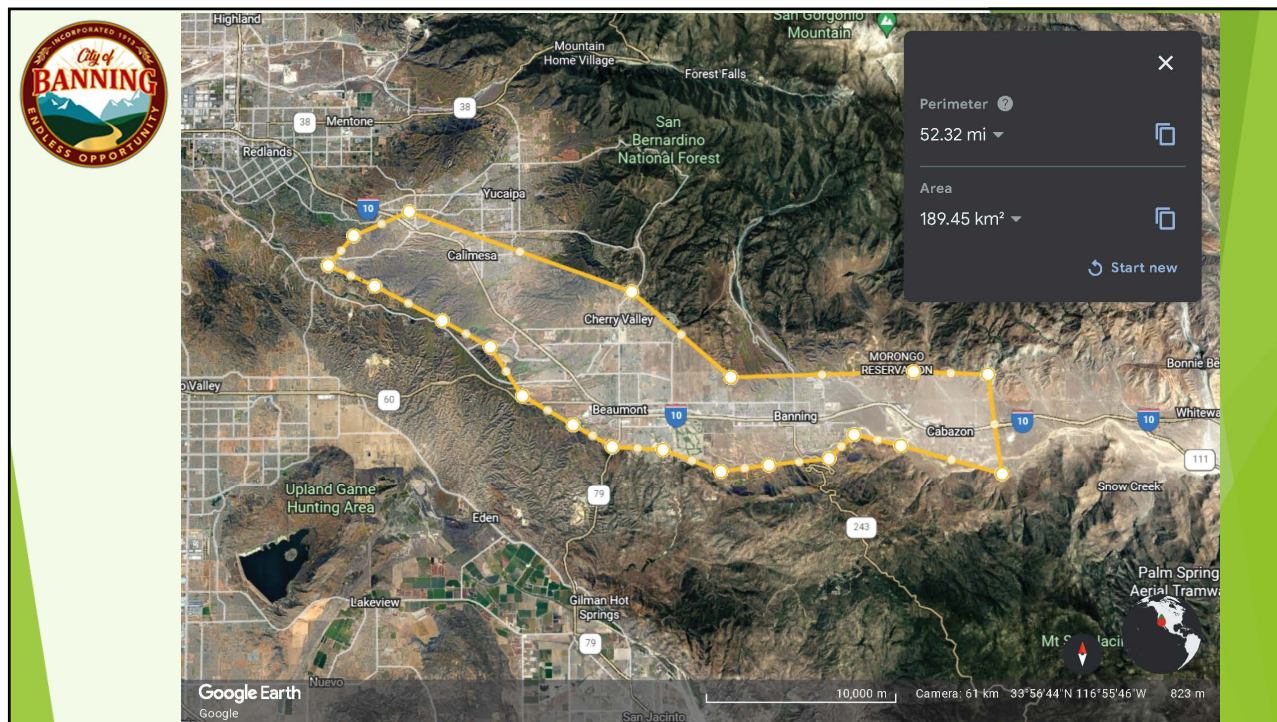 INCORPORATED 1913
City of
BANNING
ENDLESS OPPORTUNITY
Highland
San Gorgonio
Mountain
Mountain
Home Village
Forest Falls
38
38
Mentone
San
Bernardino
National Forest
Redlands
Yucaipa
10
Calimesa
Cherry Valley
MORONGO
Bonnie Be
60
Beaumont
10
Banning
Cabazon
10
10
Whitewa
111
Snow Creek
o Valley
Upland Game
Hunting Area
79
Eden
243
Palm Spring
Aerial Tramwa
Lakeview
Gilman Hot
Springs
79
Nuevo
San Jacinto
Perimeter ?
52.32 mi
Area
189.45 km²
Start new
Google Earth
Google
10,000 m
Camera: 61 km 33°56'44"N 116°55'46"W 823 m